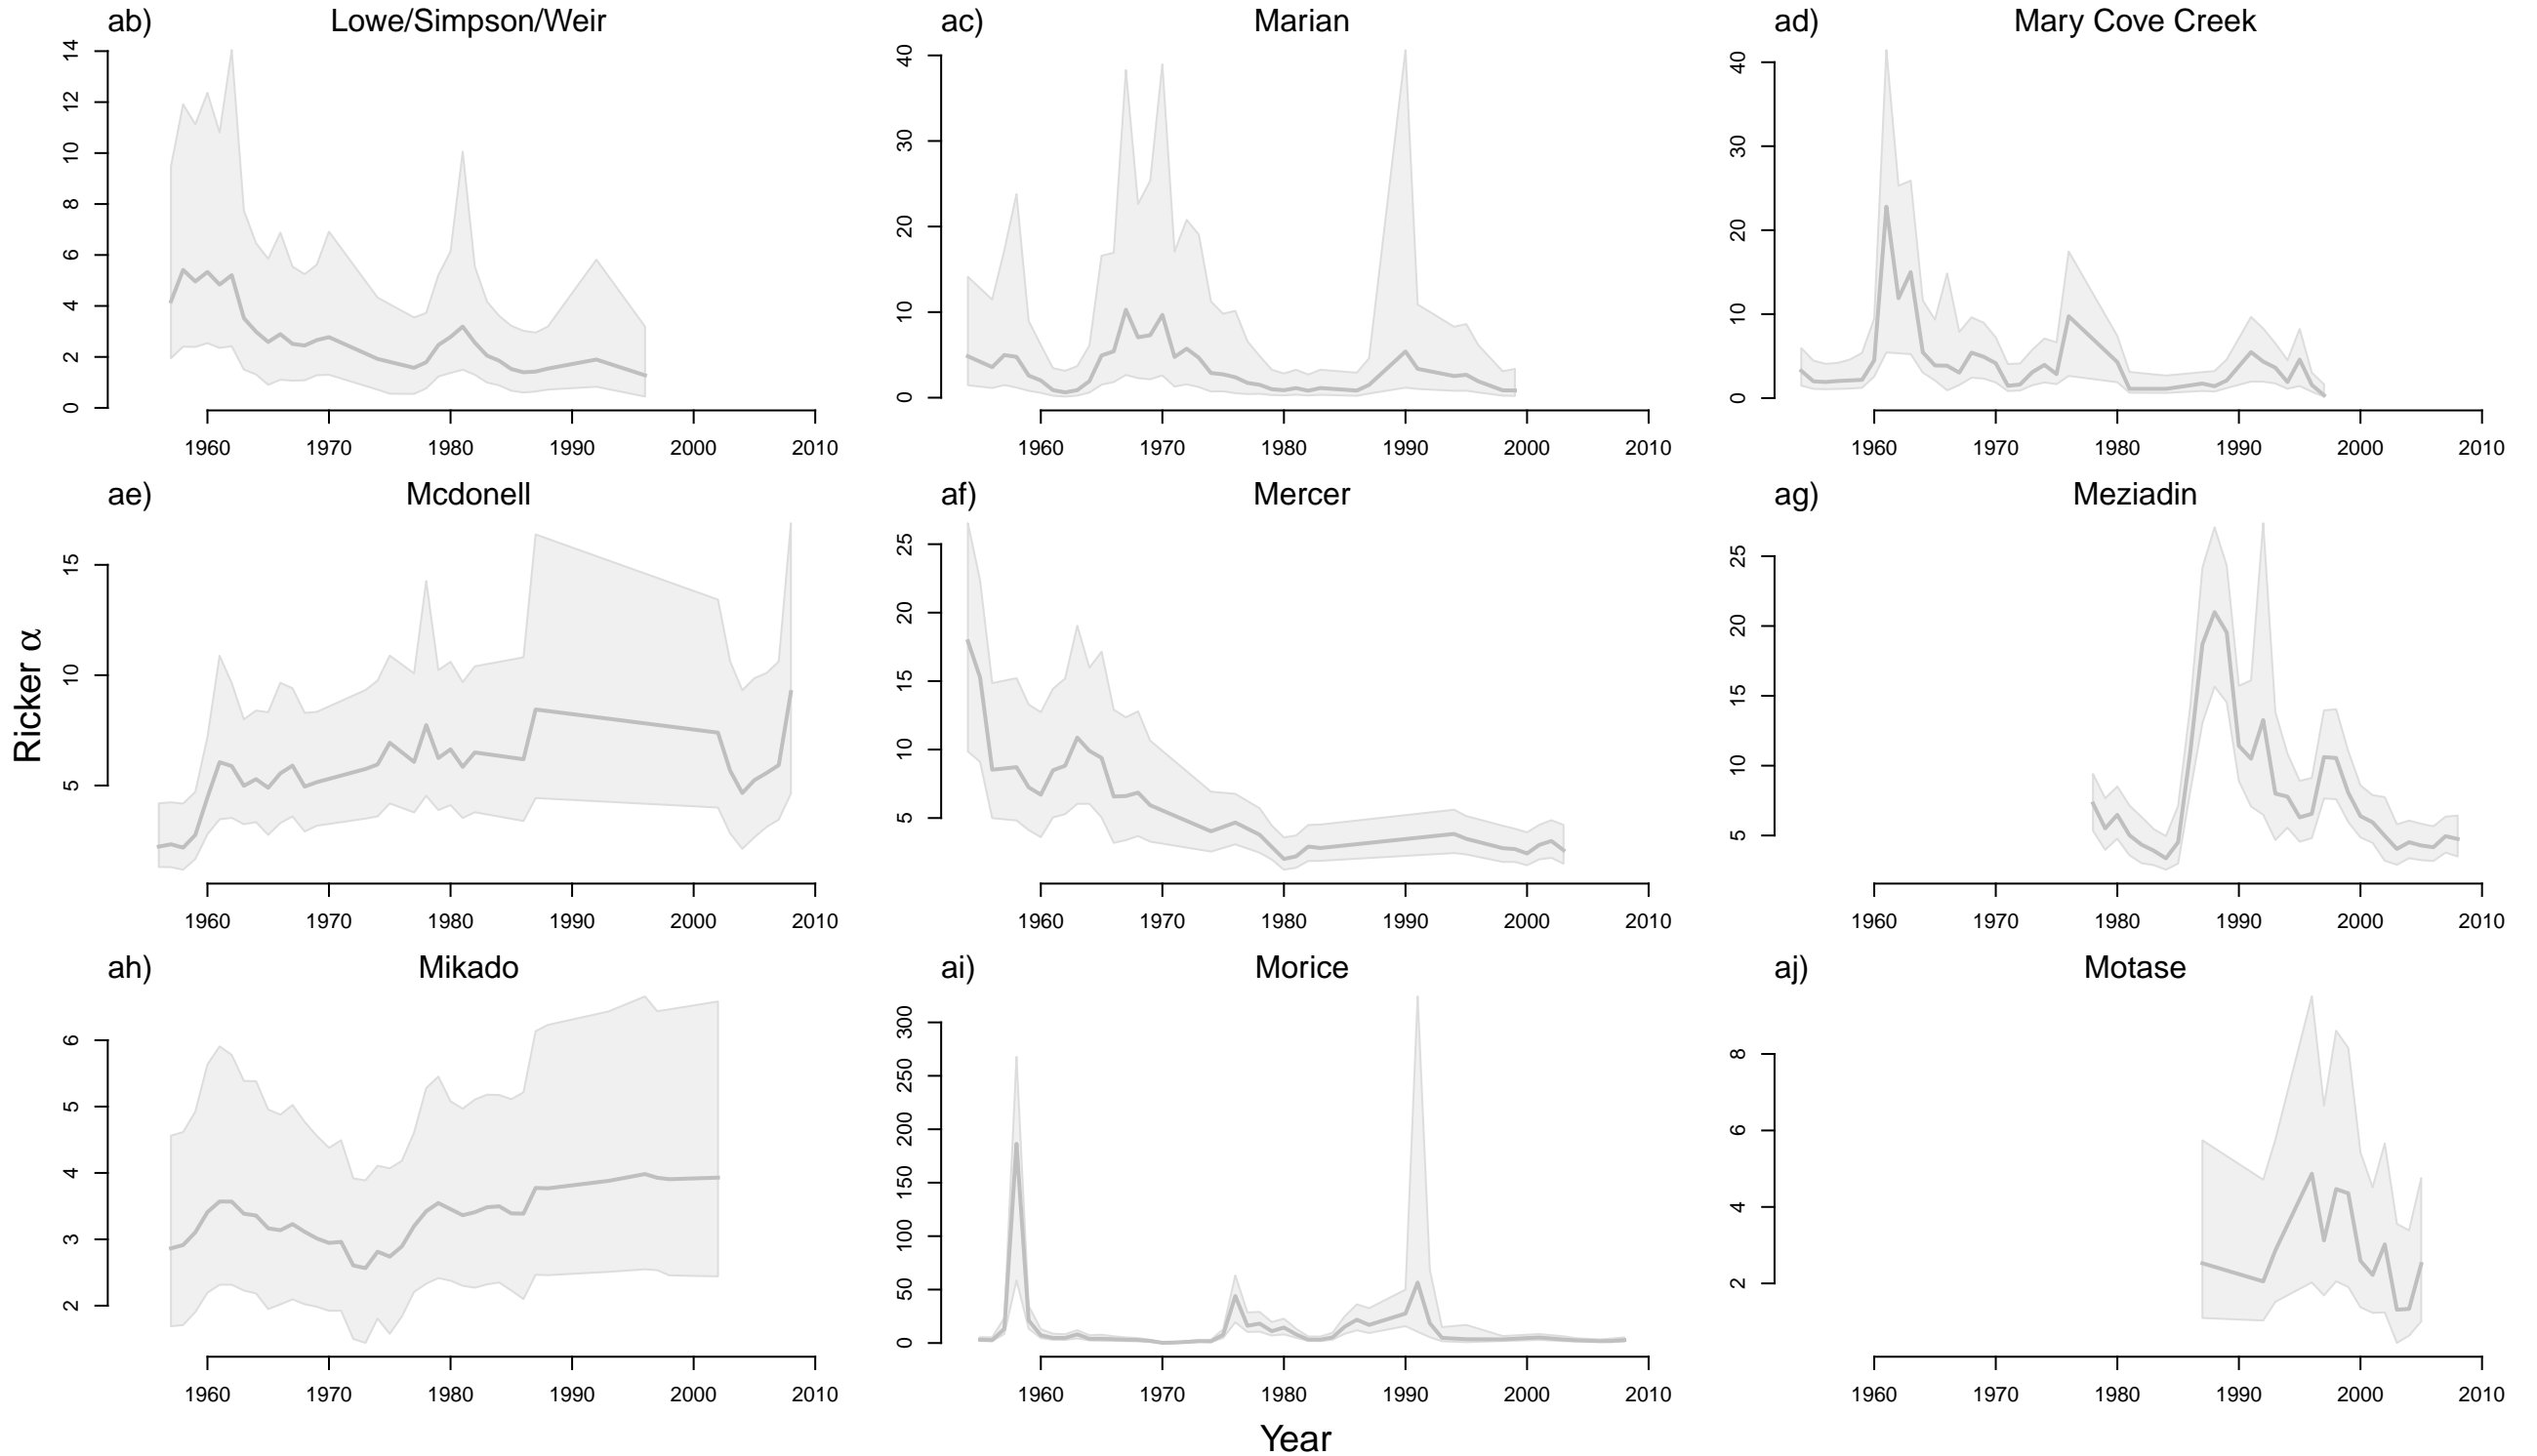 ab) Lowe/Simpson/Weir
0 2 4 6 8 10 12 14
1960 1970 1980 1990 2000 2010
ac) Marian
0 10 20 30 40
1960 1970 1980 1990 2000 2010
ad) Mary Cove Creek
0 10 20 30 40
1960 1970 1980 1990 2000 2010
Ricker α
ae) Mcdonell
5 10 15
1960 1970 1980 1990 2000 2010
af) Mercer
5 10 15 20 25
1960 1970 1980 1990 2000 2010
ag) Meziadin
5 10 15 20 25
1960 1970 1980 1990 2000 2010
ah) Mikado
2 3 4 5 6
1960 1970 1980 1990 2000 2010
ai) Morice
0 50 100 150 200 250 300
1960 1970 1980 1990 2000 2010
aj) Motase
2 4 6 8
1960 1970 1980 1990 2000 2010
Year